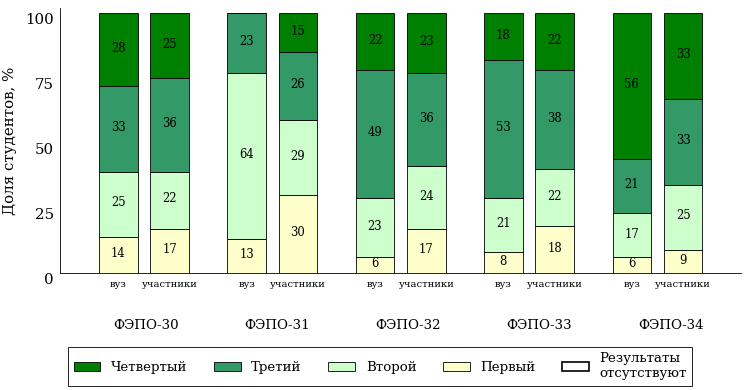 Доля студентов, %
100
75
50
25
0
28 25 23 15 22 23 18 22 56 33
33 36 64 26 49 36 53 38 21 33
25 22 13 29 23 24 21 22 17 25
14 17 30 6 17 8 18 6 9
вуз участники вуз участники вуз участники вуз участники вуз участники
ФЭПО-30 ФЭПО-31 ФЭПО-32 ФЭПО-33 ФЭПО-34
Четвертый Третий Второй Первый Результаты
отсутствуют